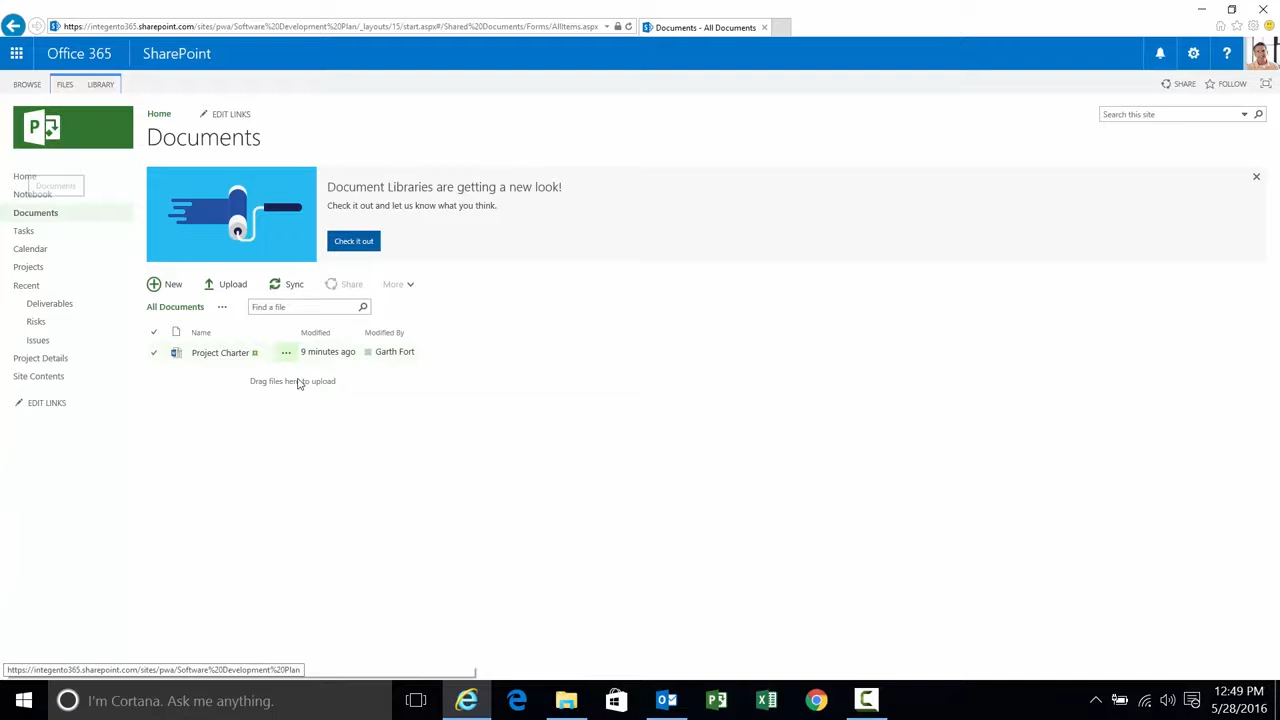 https://integento365.sharepoint.com/sites/pwa/Software%20Development%20Plan/_layouts/15/start.aspx#/Shared%20Documents/Forms/AllItems.aspx
Documents - All Documents
Office 365
SharePoint
BROWSE
FILES
LIBRARY
SHARE
FOLLOW
Home
EDIT LINKS
Search this site
Documents
Home
Documents
Notebook
Documents
Tasks
Calendar
Projects
Recent
Deliverables
Risks
Issues
Project Details
Site Contents
EDIT LINKS
Document Libraries are getting a new look!
Check it out and let us know what you think.
Check it out
New
Upload
Sync
Share
More
All Documents
Find a file
Name
Modified
Modified By
Project Charter
9 minutes ago
Garth Fort
Drag files here to upload
https://integento365.sharepoint.com/sites/pwa/Software%20Development%20Plan
I'm Cortana. Ask me anything.
12:49 PM
5/28/2016